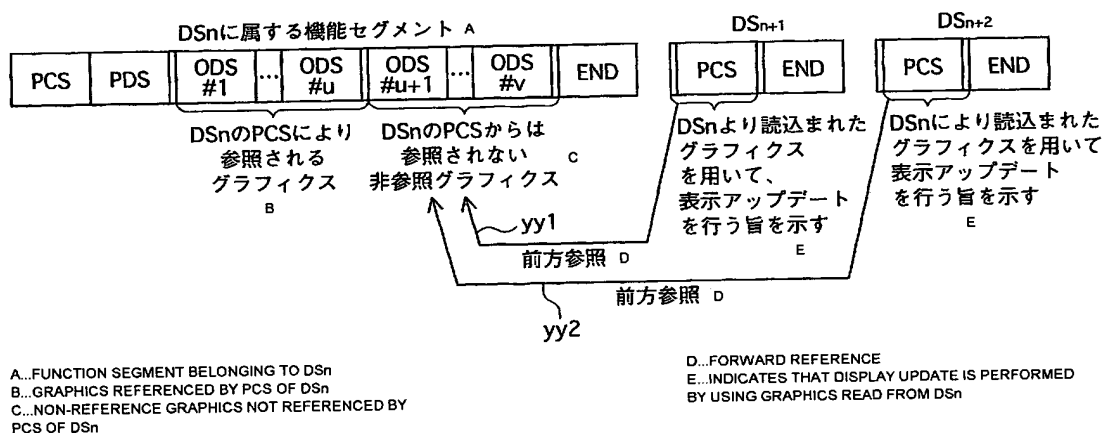 DSnに属する機能セグメント A
DSn+1
DSn+2
PCS PDS ODS #1 ... ODS #u ODS #u+1 ... ODS #v END
PCS END
PCS END
DSnのPCSにより
参照される
グラフィクス
B
DSnのPCSからは
参照されない
非参照グラフィクス
C
DSnより読込まれた
グラフィクス
を用いて、
表示アップデート
を行う旨を示す
E
DSnにより読込まれた
グラフィクスを用いて
表示アップデート
を行う旨を示す
E
yy1
前方参照 D
前方参照 D
yy2
A...FUNCTION SEGMENT BELONGING TO DSn
B...GRAPHICS REFERENCED BY PCS OF DSn
C...NON-REFERENCE GRAPHICS NOT REFERENCED BY
PCS OF DSn
D...FORWARD REFERENCE
E...INDICATES THAT DISPLAY UPDATE IS PERFORMED
BY USING GRAPHICS READ FROM DSn